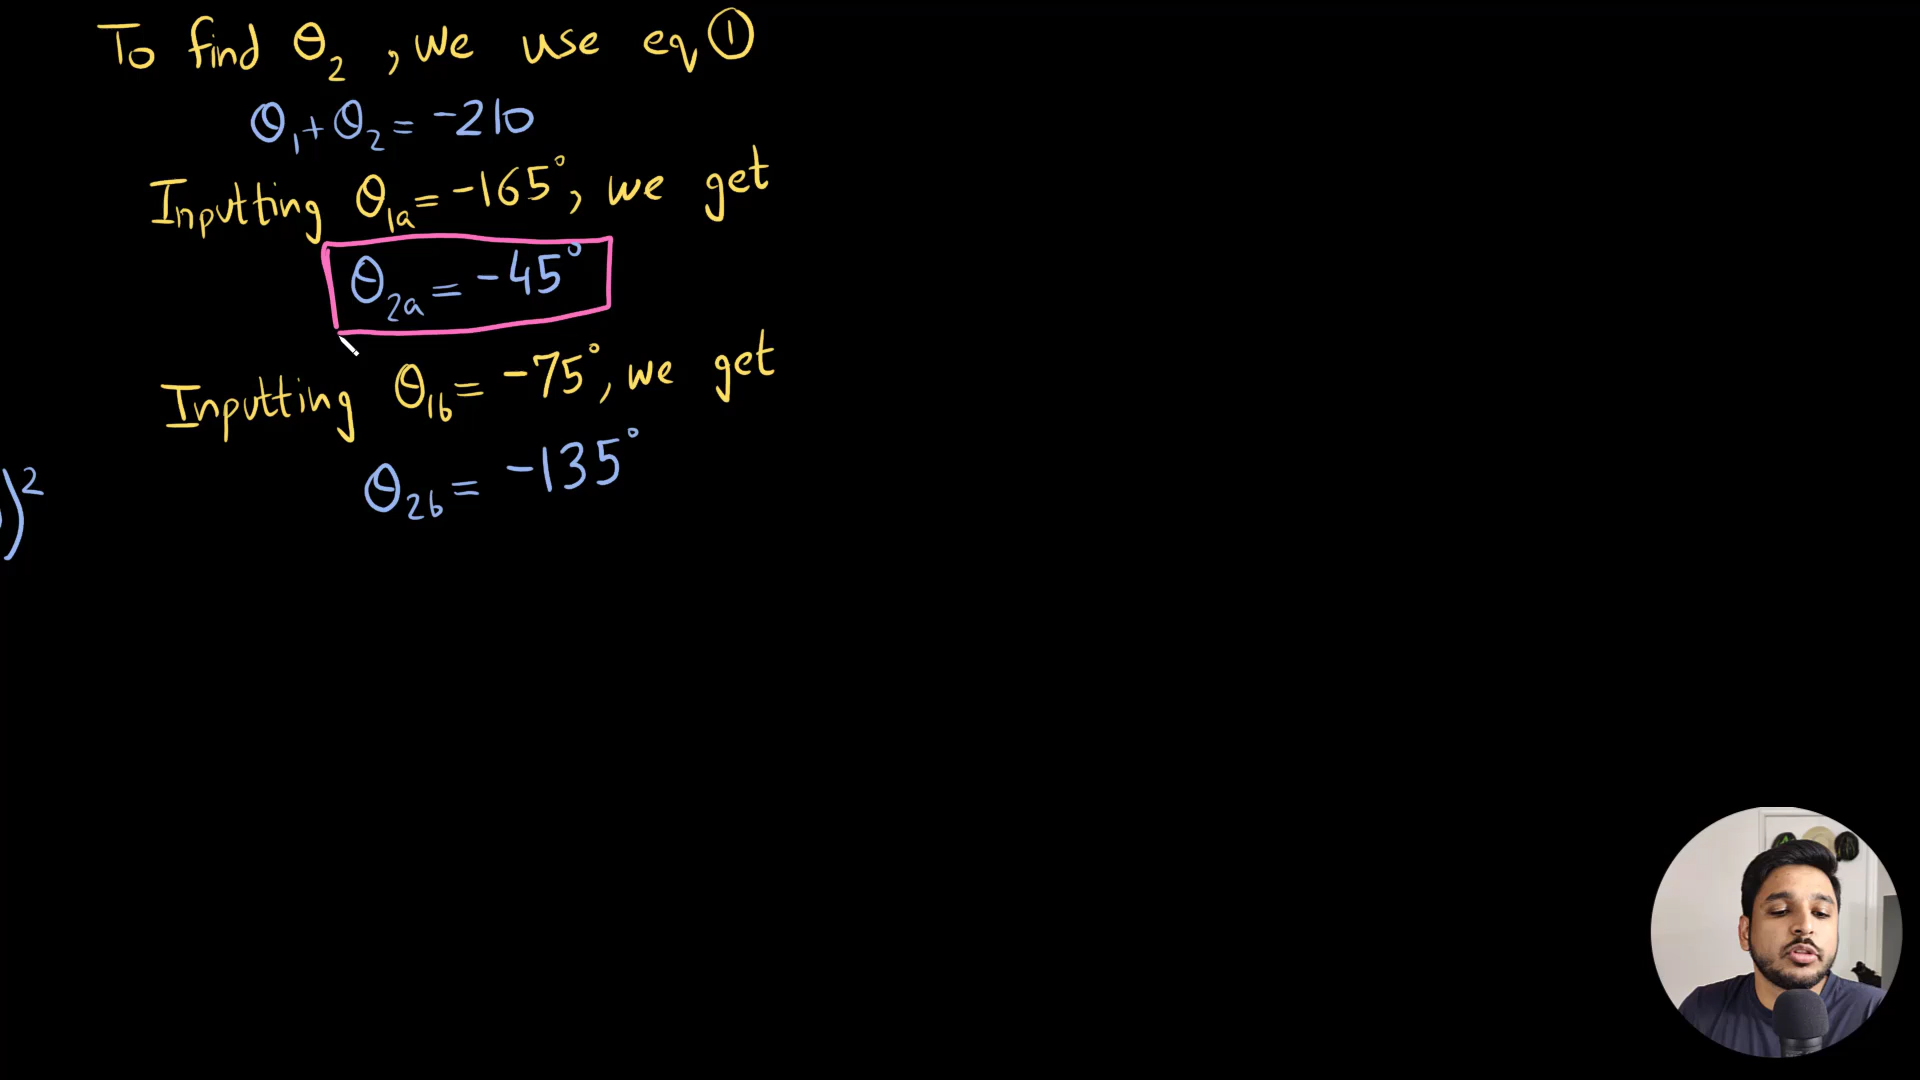 To find θ₂ , we use eq ①
θ₁ + θ₂ = -210
Inputting θ₁ₐ = -165°, we get
θ₂ₐ = -45°
Inputting θ₁b = -75°, we get
θ₂b = -135°
)²